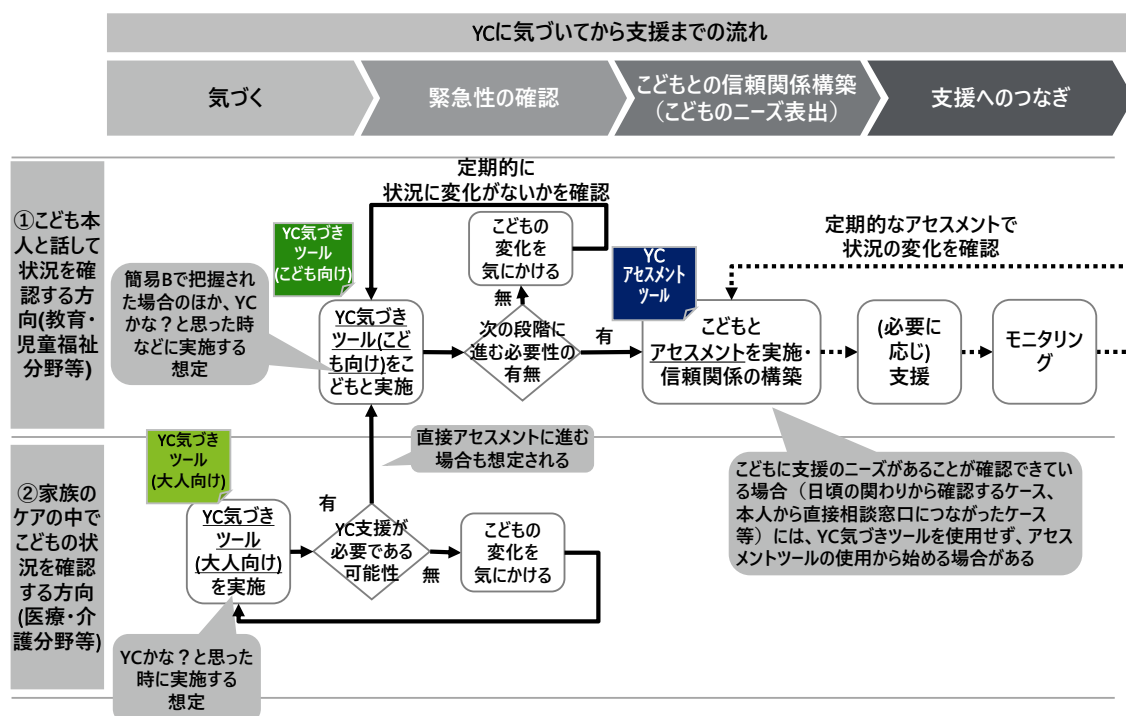 YCに気づいてから支援までの流れ
気づく
緊急性の確認
こどもとの信頼関係構築
（こどものニーズ表出）
支援へのつなぎ
①こども本
人と話して
状況を確
認する方
向(教育・
児童福祉
分野等)
定期的に
状況に変化がないかを確認
YC気づき
ツール
(こども向け)
簡易Bで把握され
た場合のほか、YC
かな？と思った時
などに実施する
想定
YC気づき
ツール(こど
も向け)をこ
どもと実施
こどもの
変化を
気にかける
無
次の段階に
進む必要性の
有無
有
YC
アセスメント
ツール
こどもと
アセスメントを実施・
信頼関係の構築
定期的なアセスメントで
状況の変化を確認
(必要に
応じ)
支援
モニタリン
グ
直接アセスメントに進む
場合も想定される
こどもに支援のニーズがあることが確認できてい
る場合（日頃の関わりから確認するケース、
本人から直接相談窓口につながったケース
等）には、YC気づきツールを使用せず、アセス
メントツールの使用から始める場合がある
②家族の
ケアの中で
こどもの状
況を確認
する方向
(医療・介
護分野等)
YC気づき
ツール
(大人向け)
YC気づき
ツール
(大人向け)
を実施
有
YC支援が
必要である
可能性
無
こどもの
変化を
気にかける
YCかな？と思った
時に実施する
想定